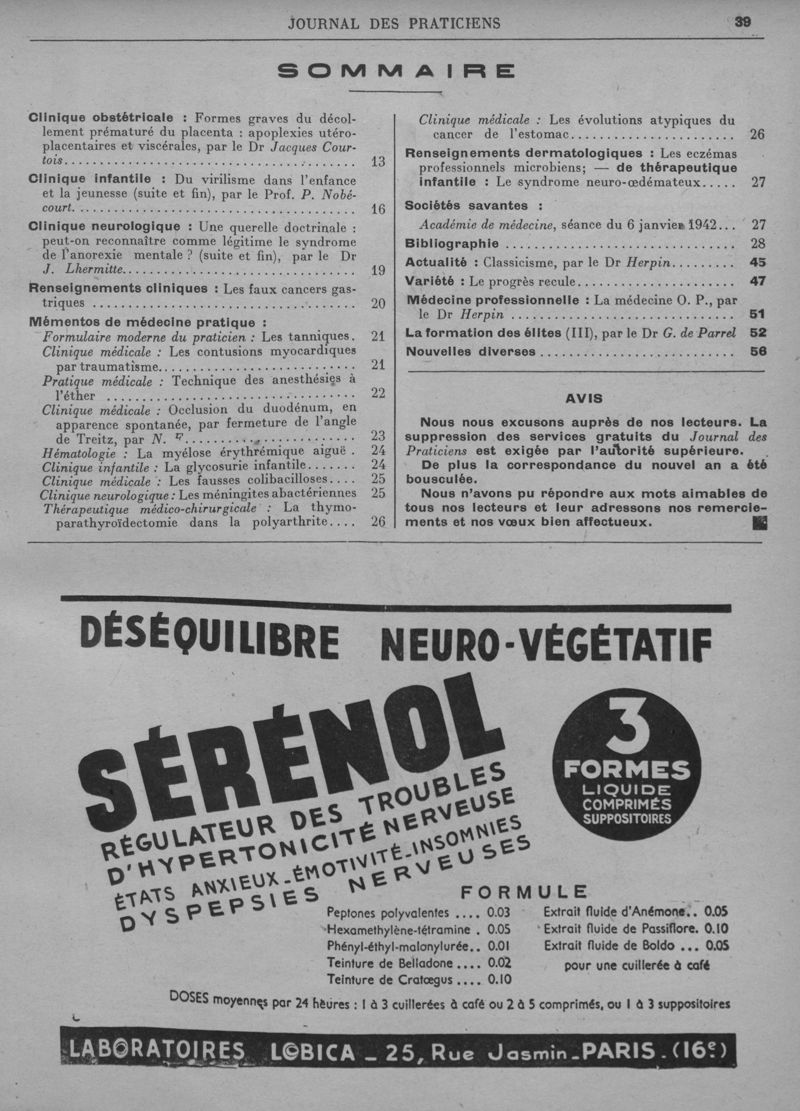 JOURNAL DES PRATICIENS
39
SOMMAIRE
Clinique obstétricale : Formes graves du décol-
lement prématuré du placenta : apoplexies utéro-
placentaires et viscérales, par le Dr Jacques Cour-
tois................................ 13
Clinique infantile : Du virilisme dans l'enfance
et la jeunesse (suite et fin), par le Prof. P. Nobé-
court. ................................ 16
Clinique neurologique : Une querelle doctrinale :
peut-on reconnaître comme légitime le syndrome
de l'anorexie mentale ? (suite et fin), par le Dr
J. Lhermitte............................ 19
Renseignements cliniques : Les faux cancers gas-
triques ................................ 20
Mémentos de médecine pratique :
Formulaire moderne du praticien : Les tanniques. 21
Clinique médicale : Les contusions myocardiques
par traumatisme........................ 21
Pratique médicale : Technique des anesthésies à
l'éther ................................ 22
Clinique médicale : Occlusion du duodénum, en
apparence spontanée, par fermeture de l'angle
de Treitz, par N. ........................ 23
Hématologie : La myélose érythrémique aiguë . 24
Clinique infantile : La glycosurie infantile....... 24
Clinique médicale : Les fausses colibacilloses.... 25
Clinique neurologique : Les méningites abactériennes 25
Thérapeutique médico-chirurgicale : La thymo-
parathyroïdectomie dans la polyarthrite.... 26
Clinique médicale : Les évolutions atypiques du
cancer de l'estomac........................ 26
Renseignements dermatologiques : Les eczémas
professionnels microbiens; — de thérapeutique
infantile : Le syndrome neuro-œdémateux..... 27
Sociétés savantes :
Académie de médecine, séance du 6 janvier 1942... 27
Bibliographie ................................ 28
Actualité : Classicisme, par le Dr Herpin......... 45
Variété : Le progrès recule...................... 47
Médecine professionnelle : La médecine O. P., par
le Dr Herpin ................................ 51
La formation des élites (III), par le Dr G. de Parrel 52
Nouvelles diverses ............................ 56
AVIS
Nous nous excusons auprès de nos lecteurs. La
suppression des services gratuits du Journal des
Praticiens est exigée par l'autorité supérieure.
De plus la correspondance du nouvel an a été
bousculée.
Nous n'avons pu répondre aux mots aimables de
tous nos lecteurs et leur adressons nos remercie-
ments et nos vœux bien affectueux.
DÉSÉQUILIBRE NEURO-VÉGÉTATIF
SÉRÉNOL
RÉGULATEUR DES TROUBLES
D'HYPERTONICITÉ NERVEUSE
ÉTATS ANXIEUX-ÉMOTIVITÉ-INSOMNIES
DYSPEPSIES NERVEUSES
3
FORMES
LIQUIDE
COMPRIMÉS
SUPPOSITOIRES
FORMULE
Peptones polyvalentes .... 0.03
Hexamethylène-tétramine . 0.05
Phényl-éthyl-malonylurée.. 0.01
Teinture de Belladone .... 0.02
Teinture de Cratœgus .... 0.10
Extrait fluide d'Anémone.. 0.05
Extrait fluide de Passiflore. 0.10
Extrait fluide de Boldo ... 0.05
pour une cuillerée à café
DOSES moyennes par 24 heures : 1 à 3 cuillerées à café ou 2 à 5 comprimés, ou 1 à 3 suppositoires
LABORATOIRES LOBICA - 25, Rue Jasmin - PARIS - (16e)